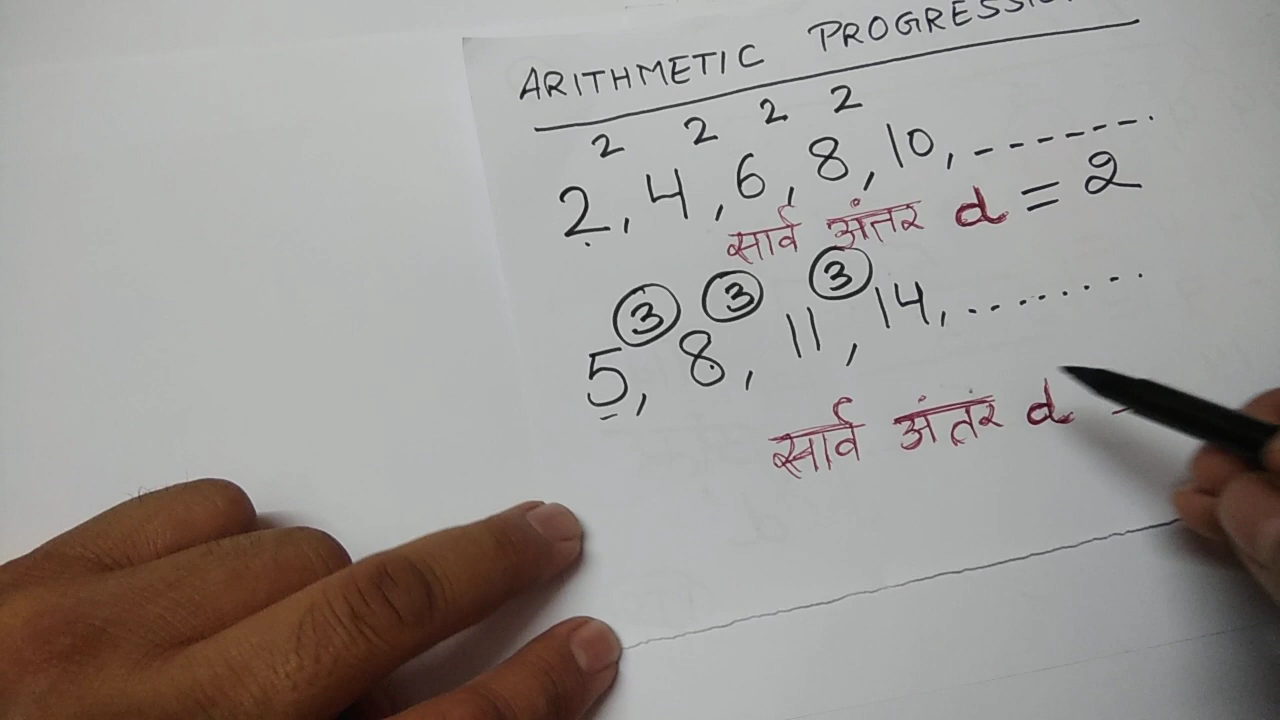 ARITHMETIC PROGRESSIO
2 2 2 2
2, 4, 6, 8, 10, ------.
सार्व अंतर d = 2
3 3 3
5, 8, 11, 14, ........
सार्व अंतर d -